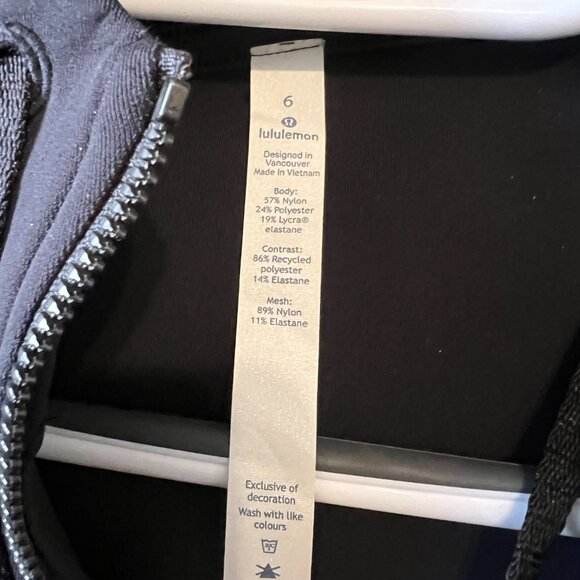 6
lululemon
Designed in
Vancouver
Made in Vietnam
Body:
57% Nylon
24% Polyester
19% Lycra®
elastane
Contrast:
86% Recycled
polyester
14% Elastane
Mesh:
89% Nylon
11% Elastane
Exclusive of
decoration
Wash with like
colours
30C